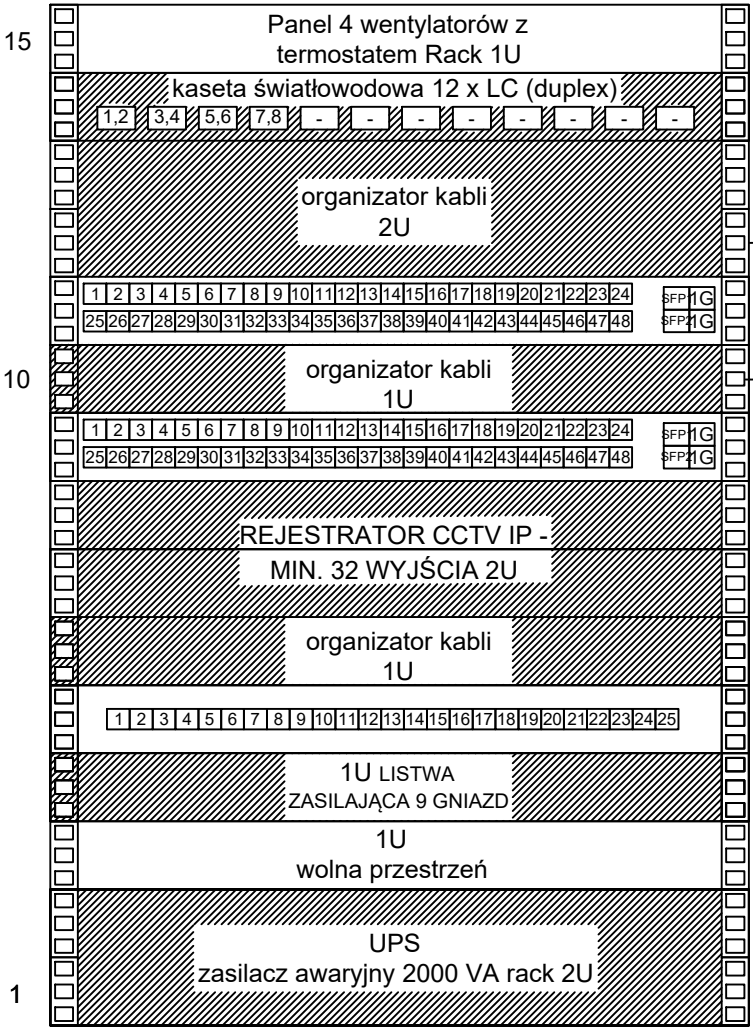 15
Panel 4 wentylatorów z
termostatem Rack 1U
kaseta światłowodowa 12 x LC (duplex)
1,2 3,4 5,6 7,8 - - - - - - - -
organizator kabli
2U
1 2 3 4 5 6 7 8 9 10 11 12 13 14 15 16 17 18 19 20 21 22 23 24 SFP1 1G
25 26 27 28 29 30 31 32 33 34 35 36 37 38 39 40 41 42 43 44 45 46 47 48 SFP2 1G
10
organizator kabli
1U
1 2 3 4 5 6 7 8 9 10 11 12 13 14 15 16 17 18 19 20 21 22 23 24 SFP1 1G
25 26 27 28 29 30 31 32 33 34 35 36 37 38 39 40 41 42 43 44 45 46 47 48 SFP2 1G
REJESTRATOR CCTV IP -
MIN. 32 WYJŚCIA 2U
organizator kabli
1U
1 2 3 4 5 6 7 8 9 10 11 12 13 14 15 16 17 18 19 20 21 22 23 24 25
1U LISTWA
ZASILAJĄCA 9 GNIAZD
1U
wolna przestrzeń
UPS
zasilacz awaryjny 2000 VA rack 2U
1